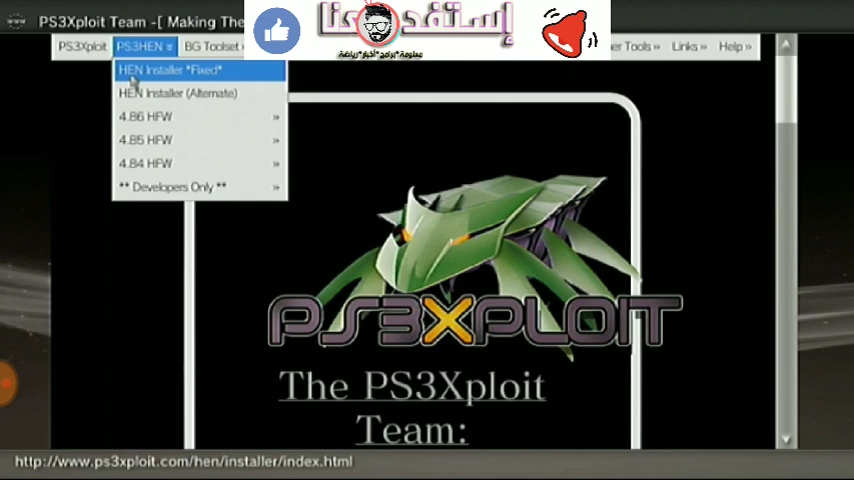 PS3Xploit Team -[ Making The
إستفد معنا
معلومة*برامج*أخبار*رياضة
PS3Xploit PS3HEN » BG Toolset» er Tools » Links » Help »
HEN Installer *Fixed*
HEN Installer (Alternate)
4.86 HFW »
4.85 HFW »
4.84 HFW »
** Developers Only ** »
PS3XPLOIT
The PS3Xploit
Team:
http://www.ps3xploit.com/hen/installer/index.html